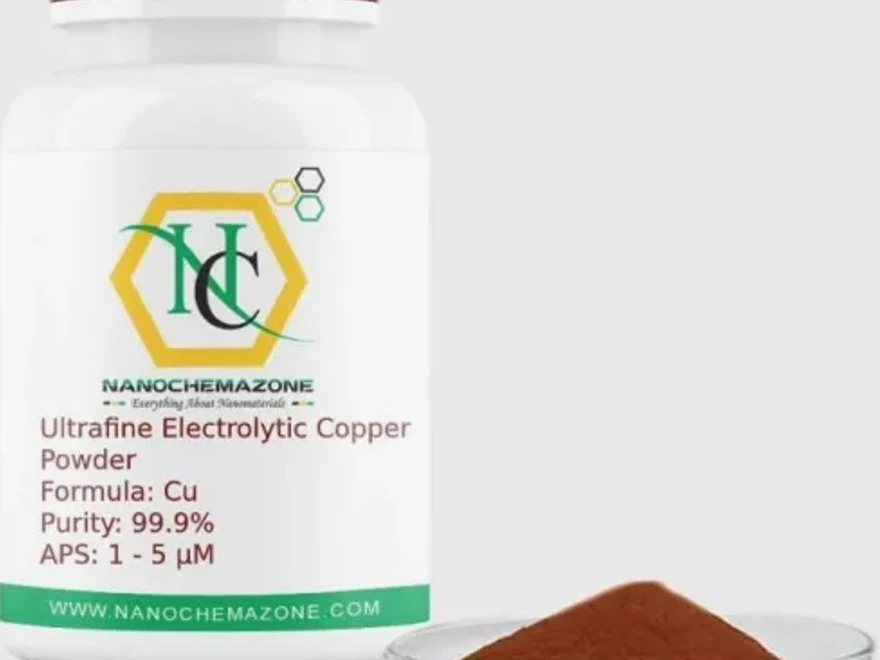 NC
NANOCHEMAZONE
Everything About Nanomaterials
Ultrafine Electrolytic Copper
Powder
Formula: Cu
Purity: 99.9%
APS: 1 - 5 µM
WWW.NANOCHEMAZONE.COM